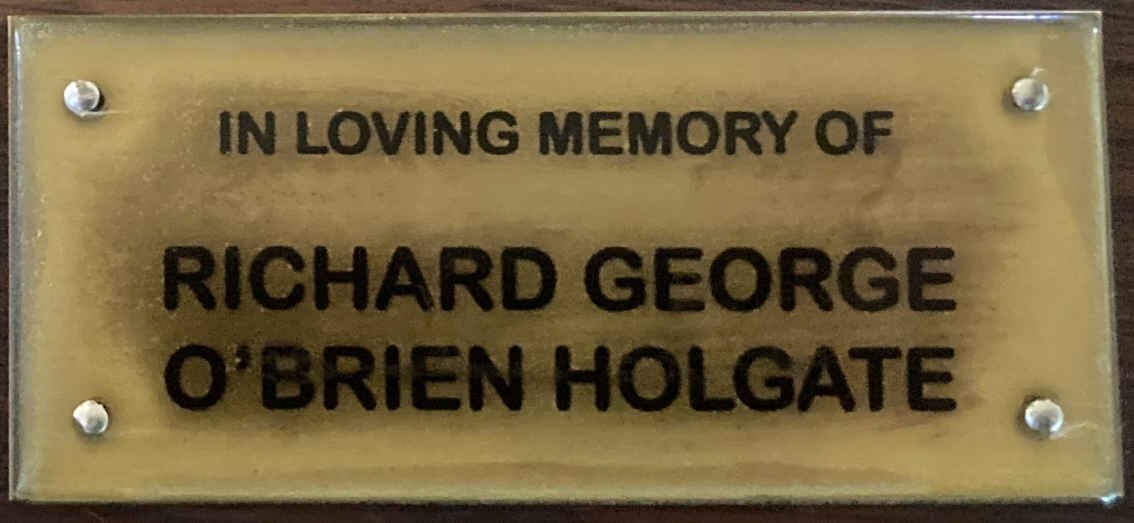 IN LOVING MEMORY OF
RICHARD GEORGE
O'BRIEN HOLGATE